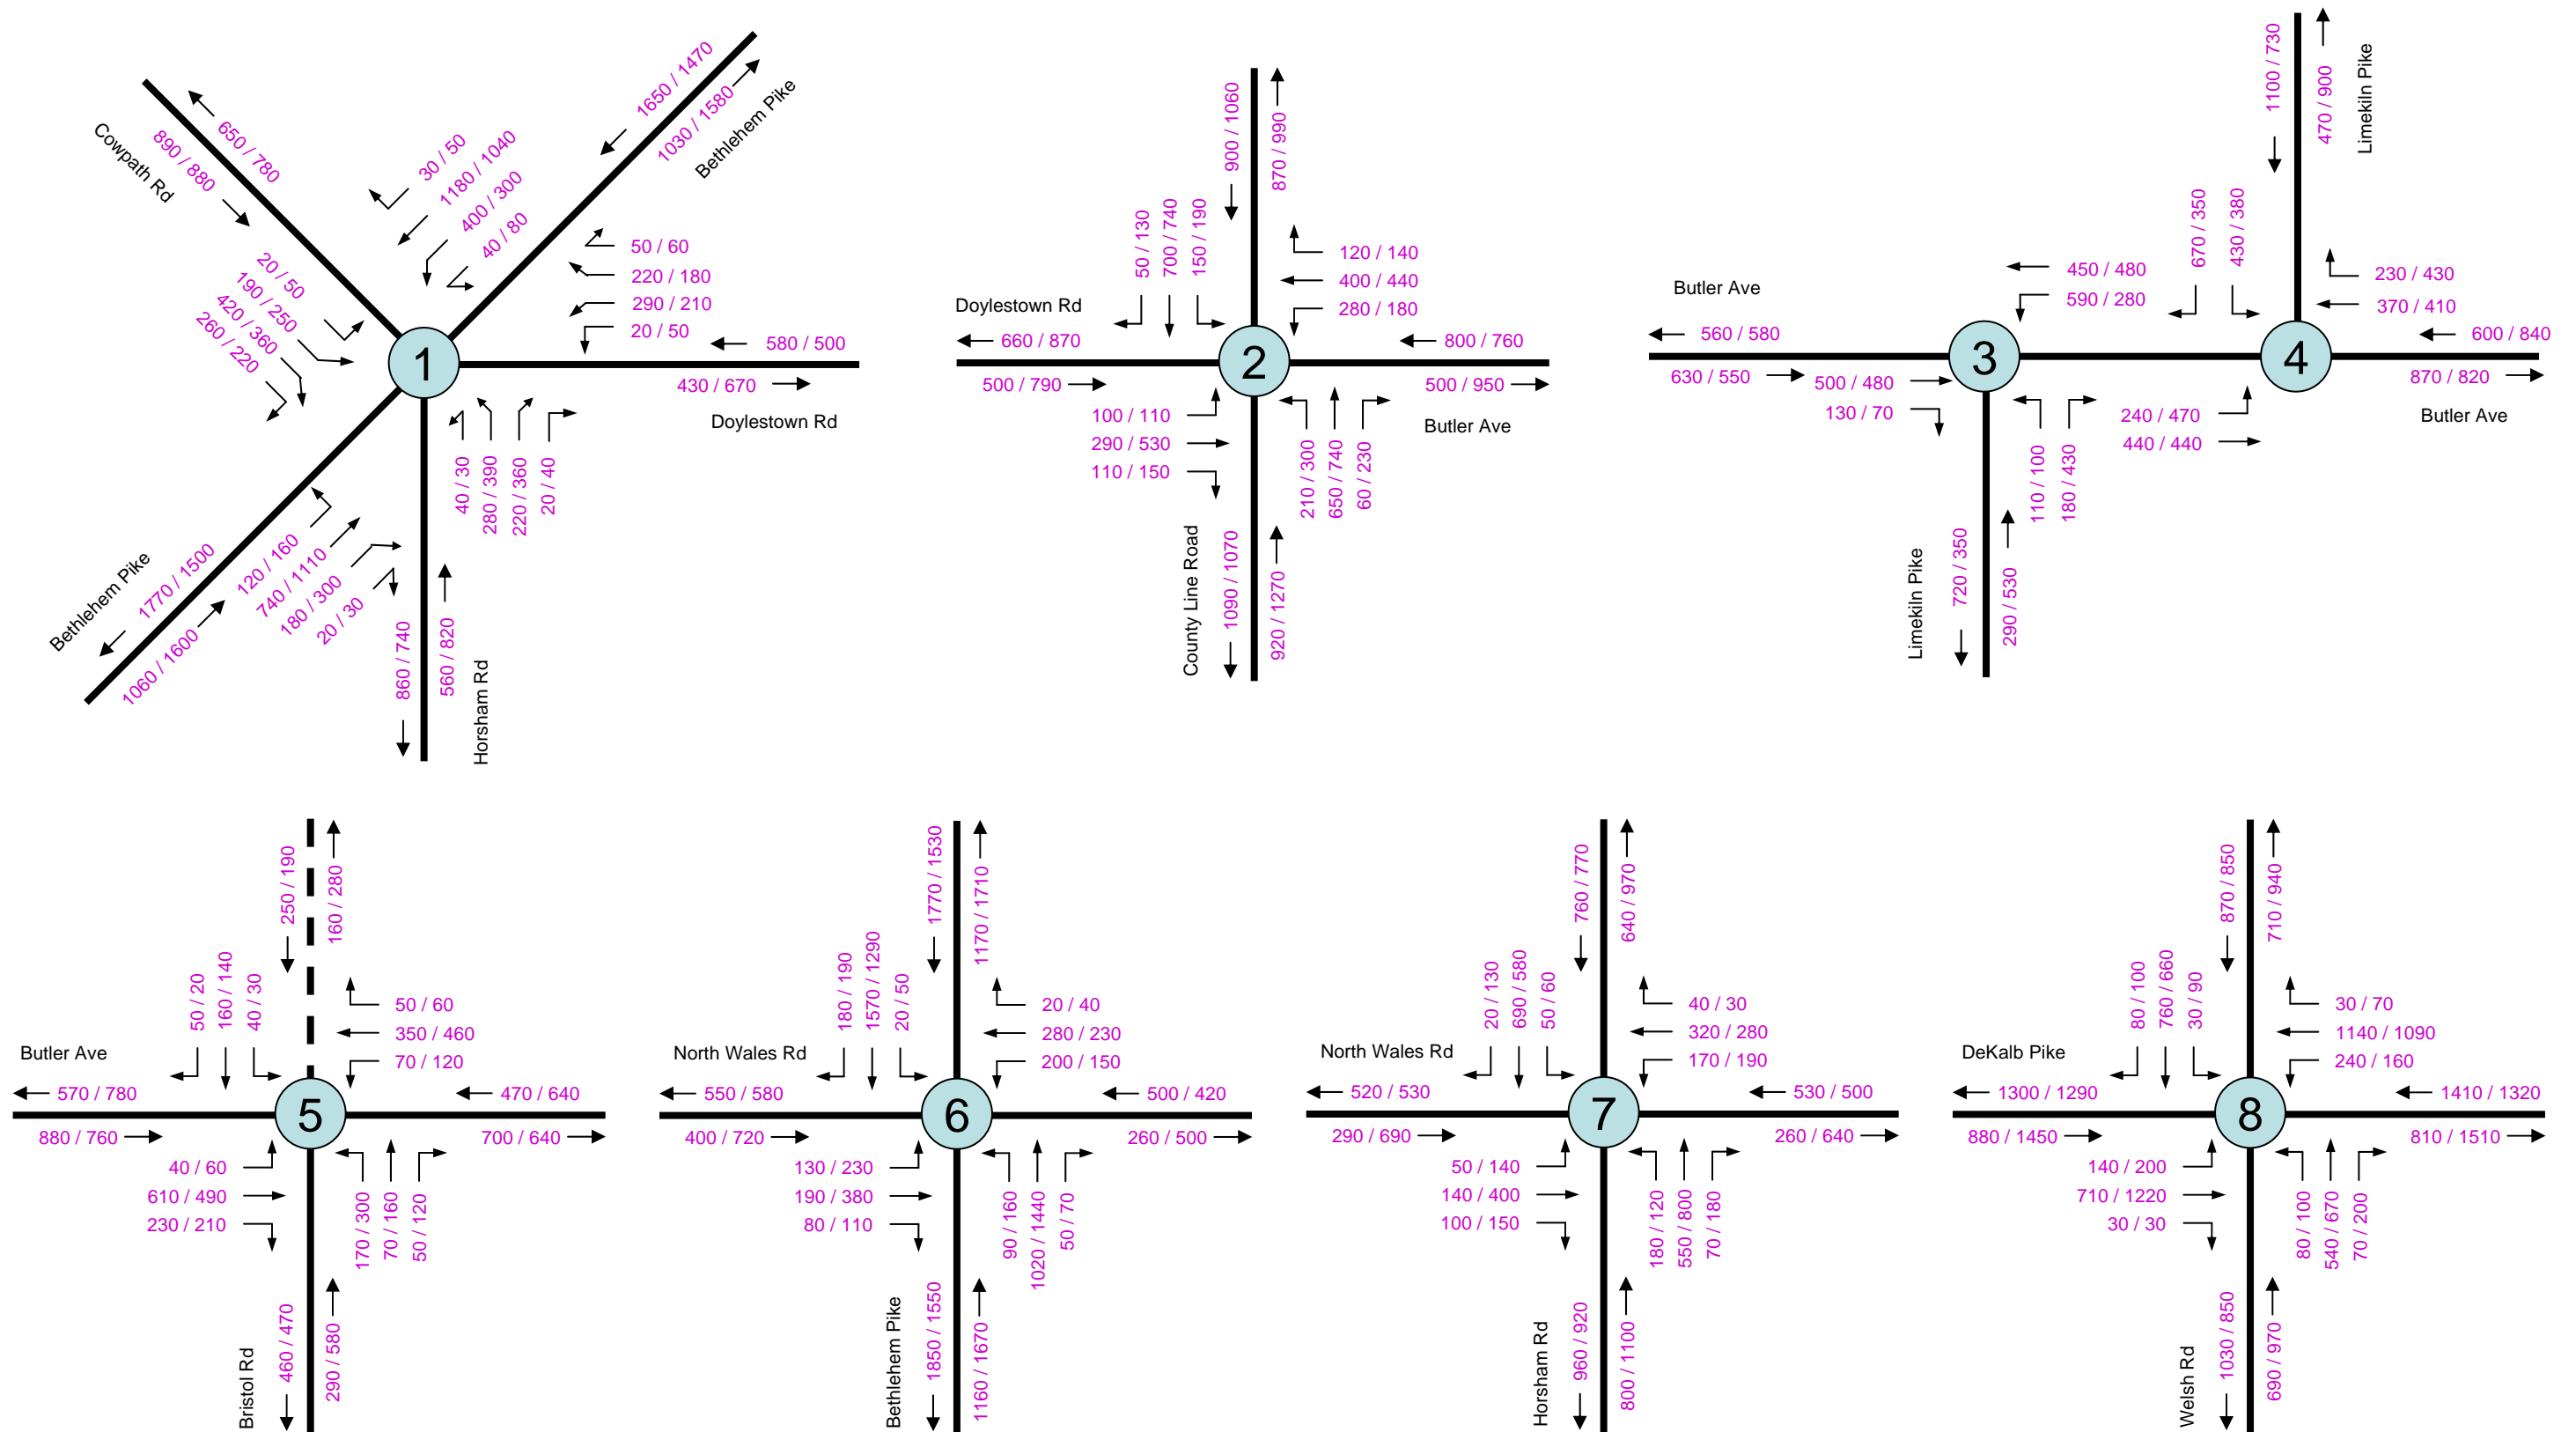 Cowpath Rd
650 / 780
890 / 880
30 / 50
1180 / 1040
400 / 300
40 / 80
1650 / 1470
1030 / 1580
Bethlehem Pike
20 / 50
190 / 250
420 / 360
260 / 220
50 / 60
220 / 180
290 / 210
20 / 50
580 / 500
430 / 670
Doylestown Rd
1
Bethlehem Pike
1770 / 1500
1060 / 1600
120 / 160
740 / 1110
180 / 300
20 / 30
40 / 30
280 / 390
220 / 360
20 / 40
860 / 740
560 / 820
Horsham Rd
900 / 1060
870 / 990
50 / 130
700 / 740
150 / 190
120 / 140
400 / 440
280 / 180
Doylestown Rd
660 / 870
800 / 760
2
500 / 790
500 / 950
100 / 110
290 / 530
110 / 150
210 / 300
650 / 740
60 / 230
Butler Ave
County Line Road
1090 / 1070
920 / 1270
Butler Ave
450 / 480
590 / 280
560 / 580
3
630 / 550
500 / 480
130 / 70
110 / 100
180 / 430
Limekiln Pike
720 / 350
290 / 530
1100 / 730
470 / 900
Limekiln Pike
670 / 350
430 / 380
230 / 430
370 / 410
600 / 840
4
870 / 820
240 / 470
440 / 440
Butler Ave
250 / 190
160 / 280
50 / 20
160 / 140
40 / 30
50 / 60
350 / 460
70 / 120
Butler Ave
570 / 780
470 / 640
5
880 / 760
700 / 640
40 / 60
610 / 490
230 / 210
170 / 300
70 / 160
50 / 120
Bristol Rd
460 / 470
290 / 580
1770 / 1530
1170 / 1710
180 / 190
1570 / 1290
20 / 50
20 / 40
280 / 230
200 / 150
North Wales Rd
550 / 580
500 / 420
6
400 / 720
260 / 500
130 / 230
190 / 380
80 / 110
90 / 160
1020 / 1440
50 / 70
Bethlehem Pike
1850 / 1550
1160 / 1670
760 / 770
640 / 970
20 / 130
690 / 580
50 / 60
40 / 30
320 / 280
170 / 190
North Wales Rd
520 / 530
530 / 500
7
290 / 690
260 / 640
50 / 140
140 / 400
100 / 150
180 / 120
550 / 800
70 / 180
Horsham Rd
960 / 920
800 / 1100
870 / 850
710 / 940
80 / 100
760 / 660
30 / 90
30 / 70
1140 / 1090
240 / 160
DeKalb Pike
1300 / 1290
1410 / 1320
8
880 / 1450
810 / 1510
140 / 200
710 / 1220
30 / 30
80 / 100
540 / 670
70 / 200
Welsh Rd
1030 / 850
690 / 970